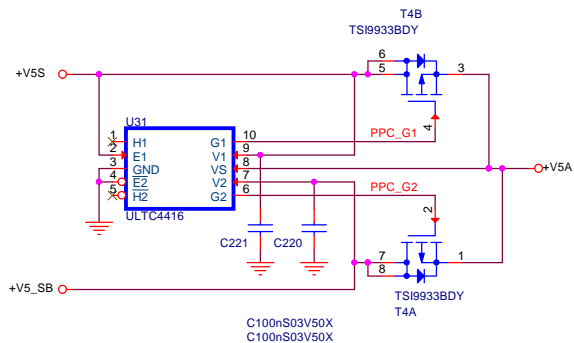 T4B
TSI9933BDY
+V5S
6
5
3
4
U31
1
2
3
4
5
H1
E1
GND
E2
H2
G1
V1
VS
V2
G2
10
9
8
7
6
ULTC4416
PPC_G1
PPC_G2
+V5A
2
7
8
1
C221
C220
TSI9933BDY
T4A
+V5_SB
C100nS03V50X
C100nS03V50X